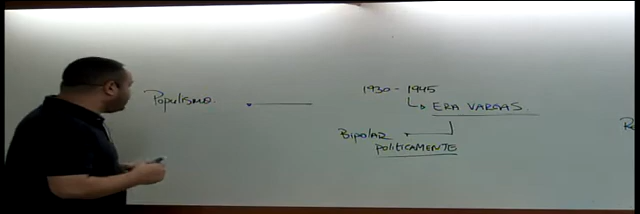 Populismo.
1930 - 1945
ERA VARGAS
Bipolar
politicamente